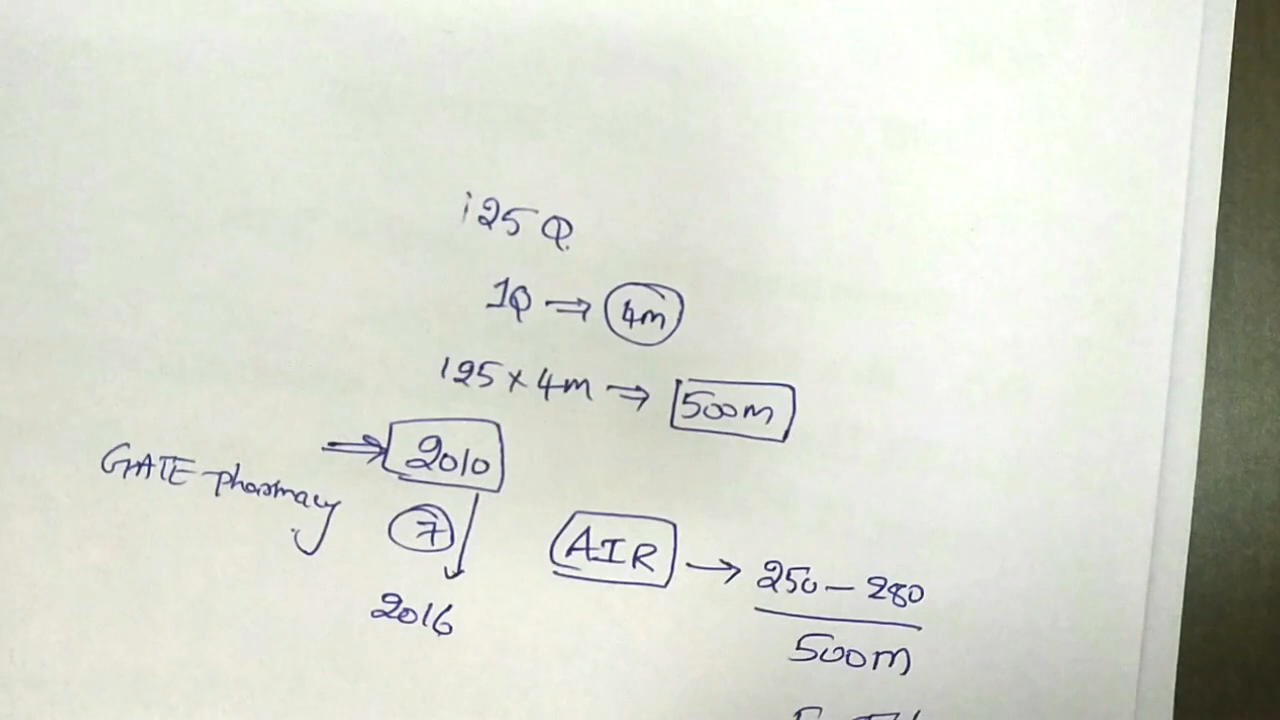 125 Q
1Q ⇒ 4m
125 × 4m ⇒ 500m
GATE-pharmacy ⇒ 2010
7
2016
AIR → 250 – 280
500m